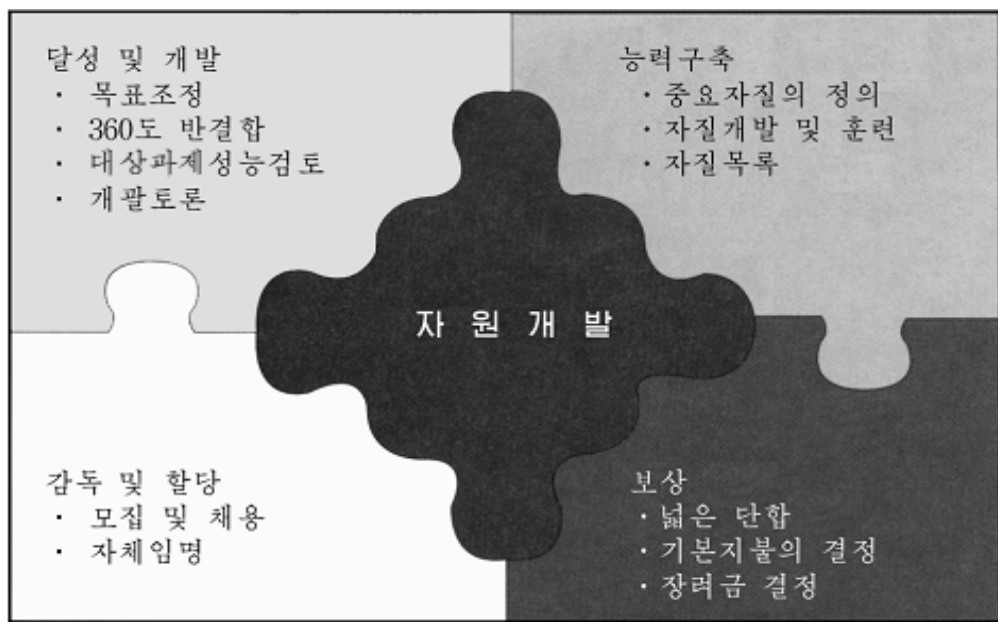 달성 및 개발
· 목표조정
· 360도 반결합
· 대상과제성능검토
· 개괄토론
능력구축
· 중요자질의 정의
· 자질개발 및 훈련
· 자질목록
자 원 개 발
감독 및 할당
· 모집 및 채용
· 자체임명
보상
· 넓은 단합
· 기본지불의 결정
· 장려금 결정